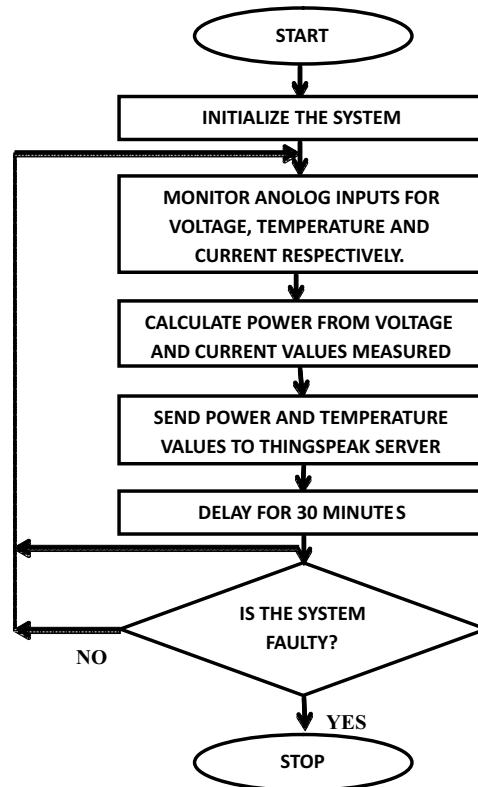 START
INITIALIZE THE SYSTEM
MONITOR ANOLOG INPUTS FOR
VOLTAGE, TEMPERATURE AND
CURRENT RESPECTIVELY.
CALCULATE POWER FROM VOLTAGE
AND CURRENT VALUES MEASURED
SEND POWER AND TEMPERATURE
VALUES TO THINGSPEAK SERVER
DELAY FOR 30 MINUTES
IS THE SYSTEM
FAULTY?
NO
YES
STOP